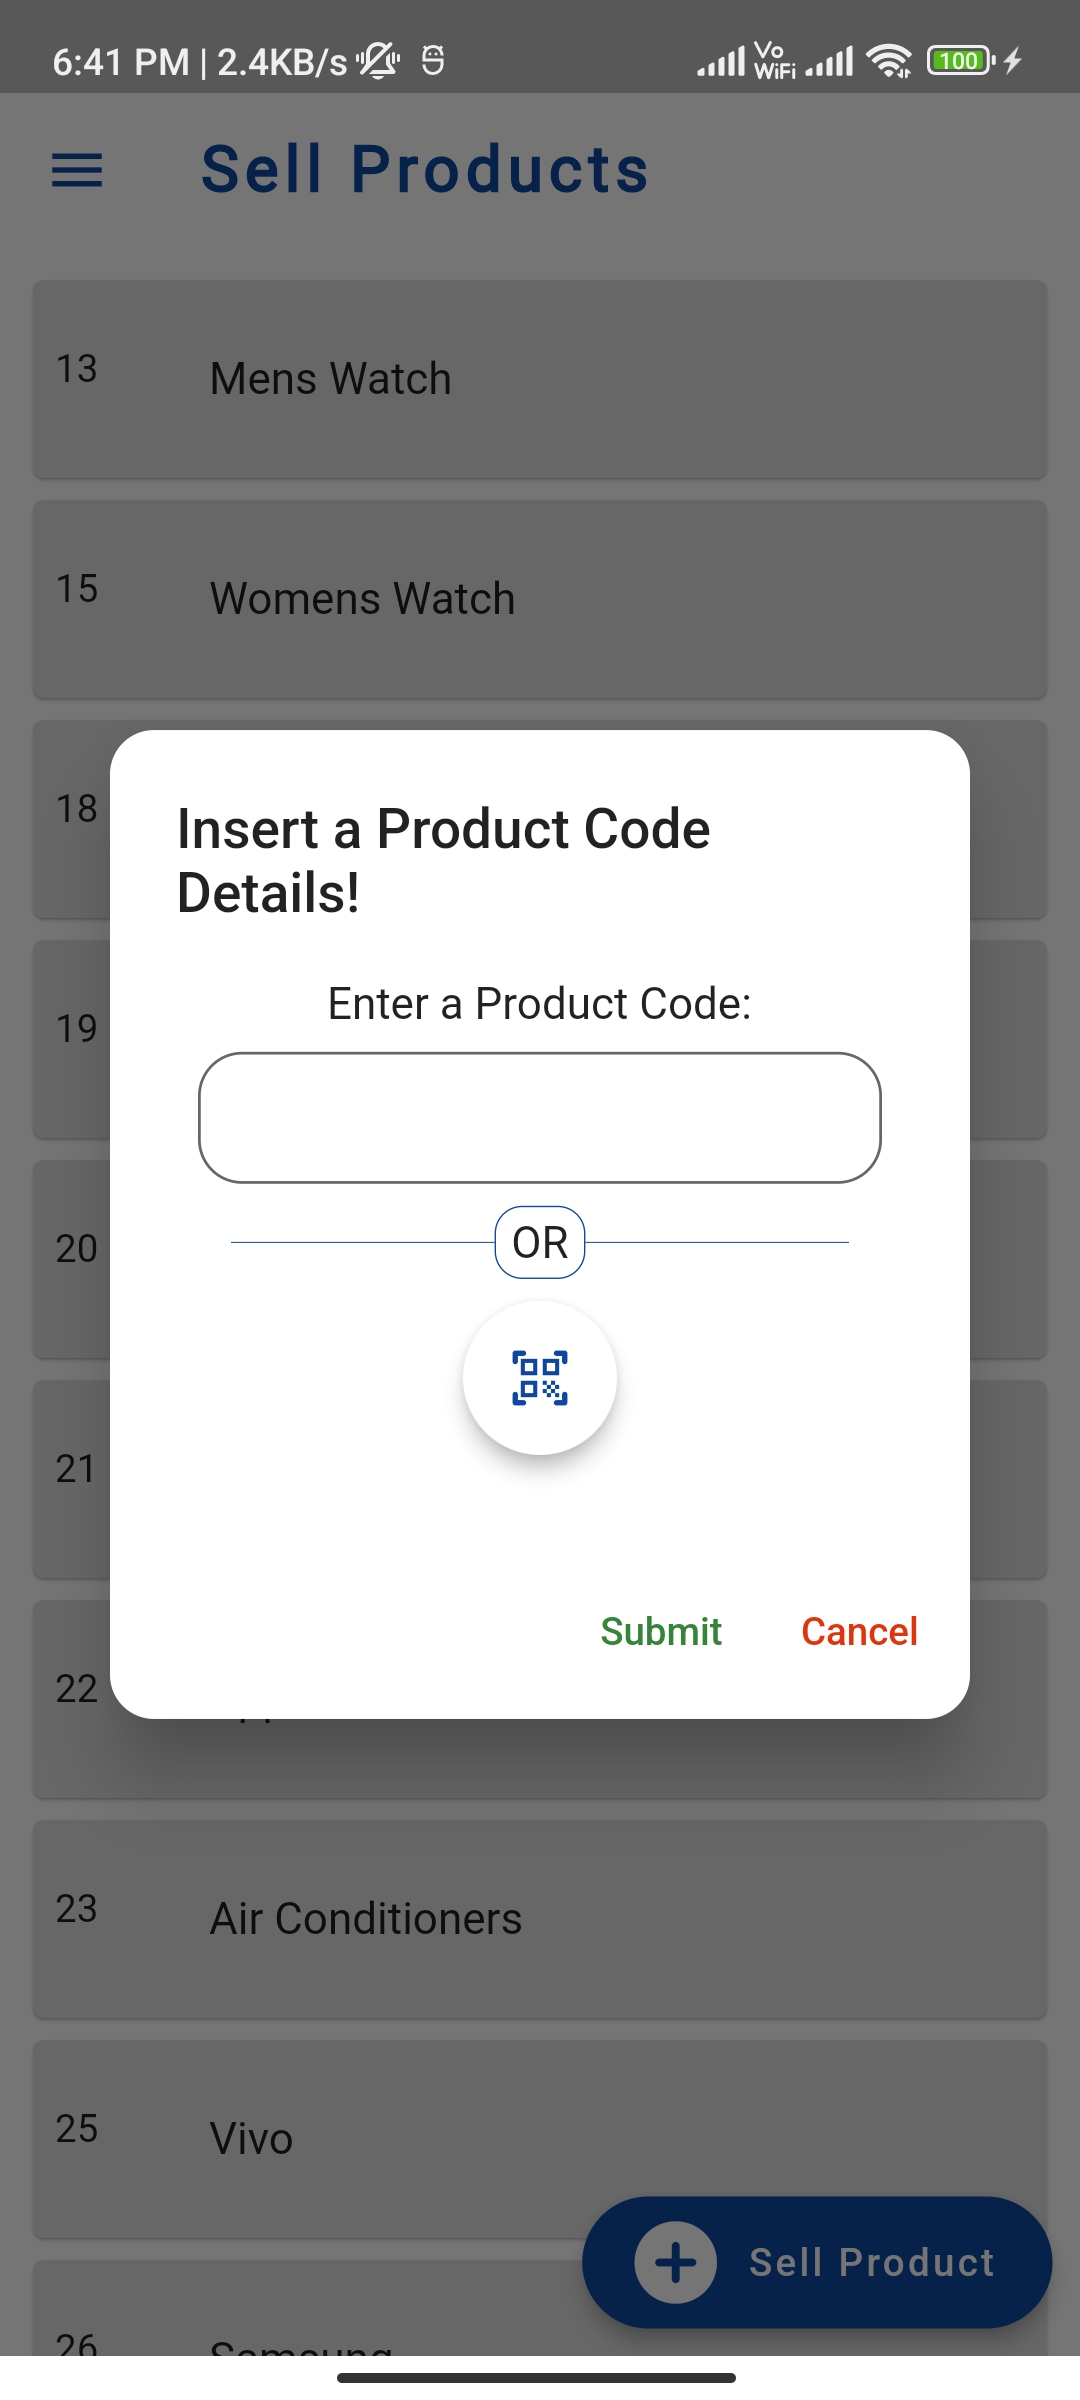 6:41 PM | 2.4KB/s Vo WiFi 100
Sell Products
13 Mens Watch
15 Womens Watch
18
Insert a Product Code
Details!
19
Enter a Product Code:
20
OR
21
Submit Cancel
22
23 Air Conditioners
25 Vivo
Sell Product
26 Samsung